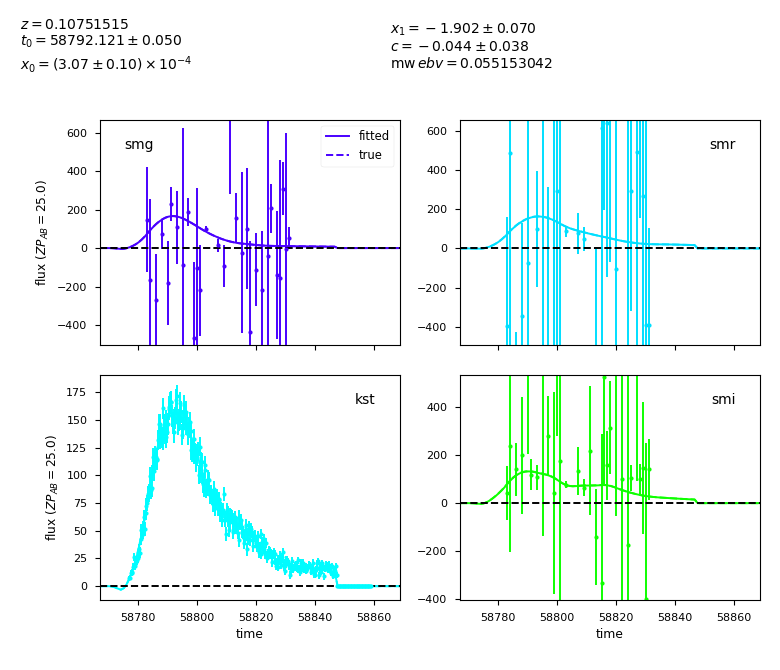 z = 0.10751515
t₀ = 58792.121 ± 0.050
x₀ = (3.07 ± 0.10) × 10⁻⁴
x₁ = −1.902 ± 0.070
c = −0.044 ± 0.038
mw ebv = 0.055153042
smg
fitted
true
600
400
200
0
−200
−400
flux (ZP_AB = 25.0)
smr
600
400
200
0
−200
−400
kst
175
150
125
100
75
50
25
0
flux (ZP_AB = 25.0)
58780 58800 58820 58840 58860
time
smi
400
200
0
−200
−400
58780 58800 58820 58840 58860
time